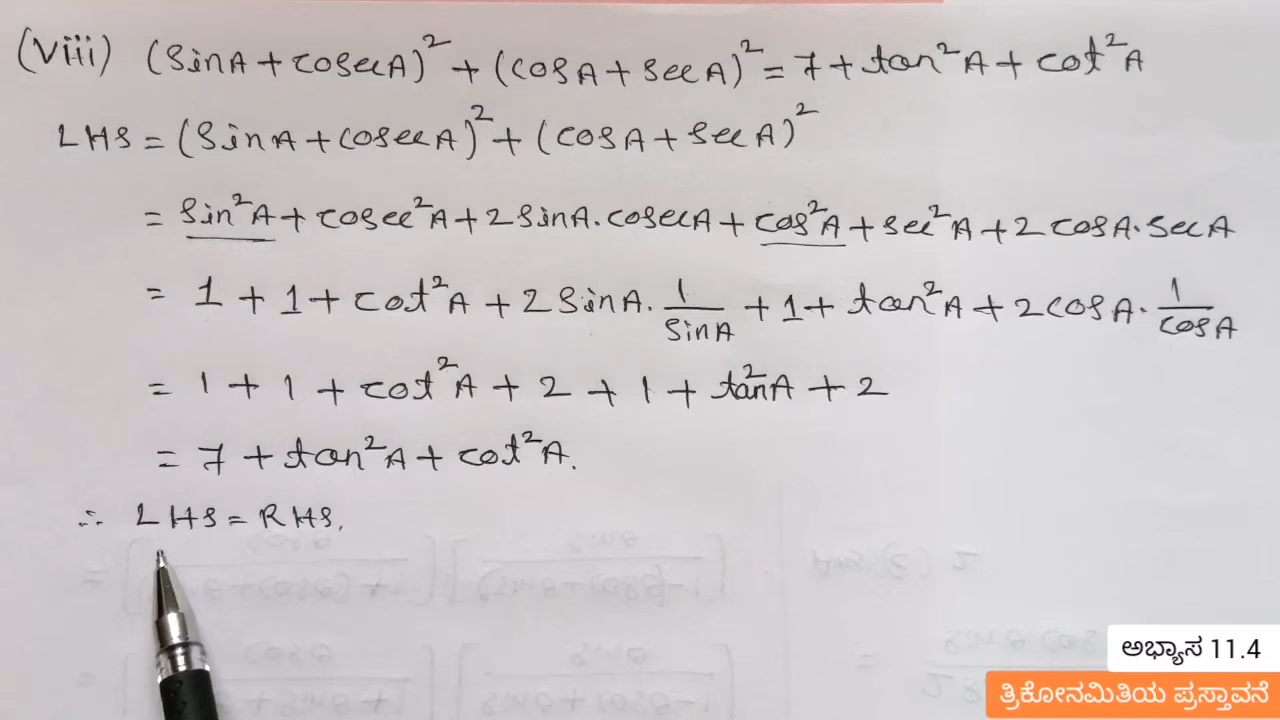 (Viii) (SinA + cosecA)² + (cosA + secA)² = 7 + tan²A + cot²A
LHS = (SinA + cosecA)² + (cosA + secA)²
= Sin²A + cosec²A + 2 SinA. cosecA + cos²A + sec²A + 2 cosA. SecA
= 1 + 1 + cot²A + 2 SinA. 1/SinA + 1 + tan²A + 2 cosA. 1/cosA
= 1 + 1 + cot²A + 2 + 1 + tan²A + 2
= 7 + tan²A + cot²A.
∴ LHS = RHS.
ಅಭ್ಯಾಸ 11.4
ತ್ರಿಕೋನಮಿತಿಯ ಪ್ರಸ್ತಾವನೆ